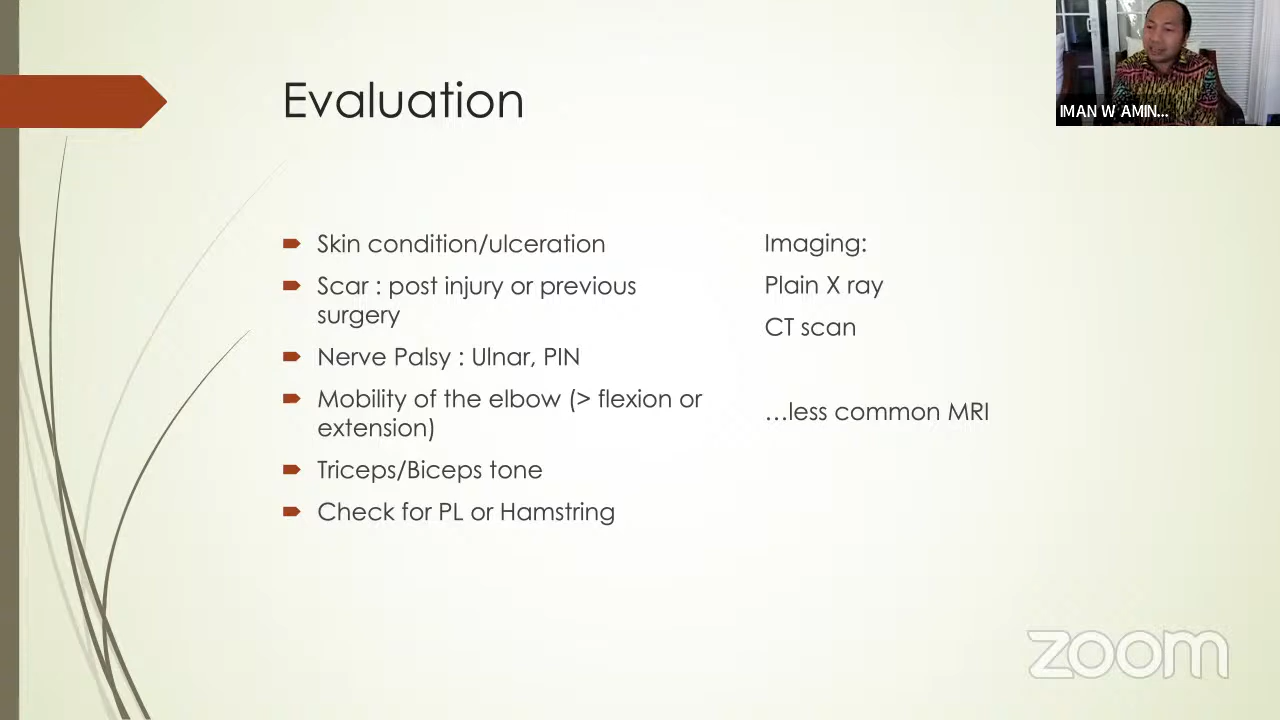 Evaluation
IMAN W AMIN...
Skin condition/ulceration
Scar : post injury or previous
surgery
Nerve Palsy : Ulnar, PIN
Mobility of the elbow (> flexion or
extension)
Triceps/Biceps tone
Check for PL or Hamstring
Imaging:
Plain X ray
CT scan
...less common MRI
zoom